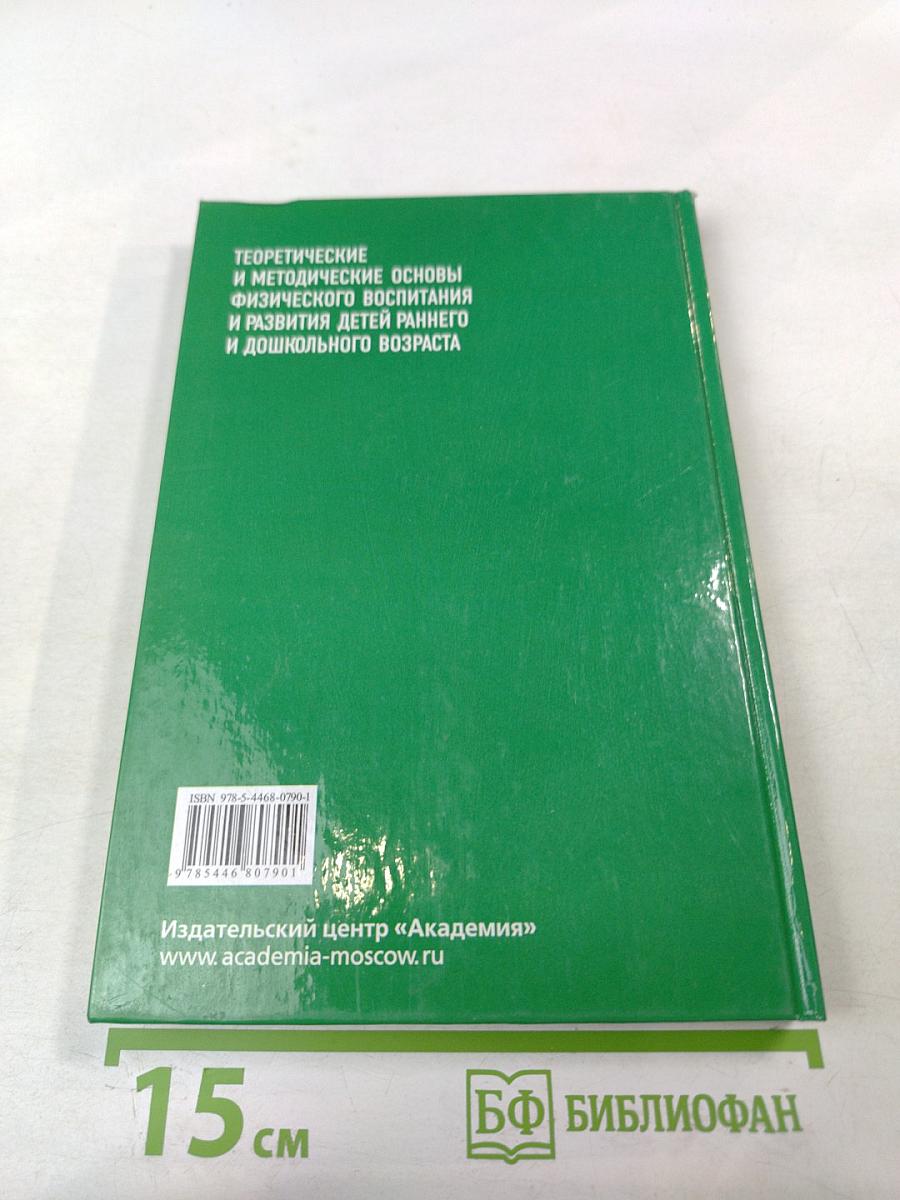 ТЕОРЕТИЧЕСКИЕ
И МЕТОДИЧЕСКИЕ ОСНОВЫ
ФИЗИЧЕСКОГО ВОСПИТАНИЯ
И РАЗВИТИЯ ДЕТЕЙ РАННЕГО
И ДОШКОЛЬНОГО ВОЗРАСТА
ISBN 978-5-4468-0790-1
9 785446 807901
Издательский центр «Академия»
www.academia-moscow.ru
15 см
БФ БИБЛИОФАН